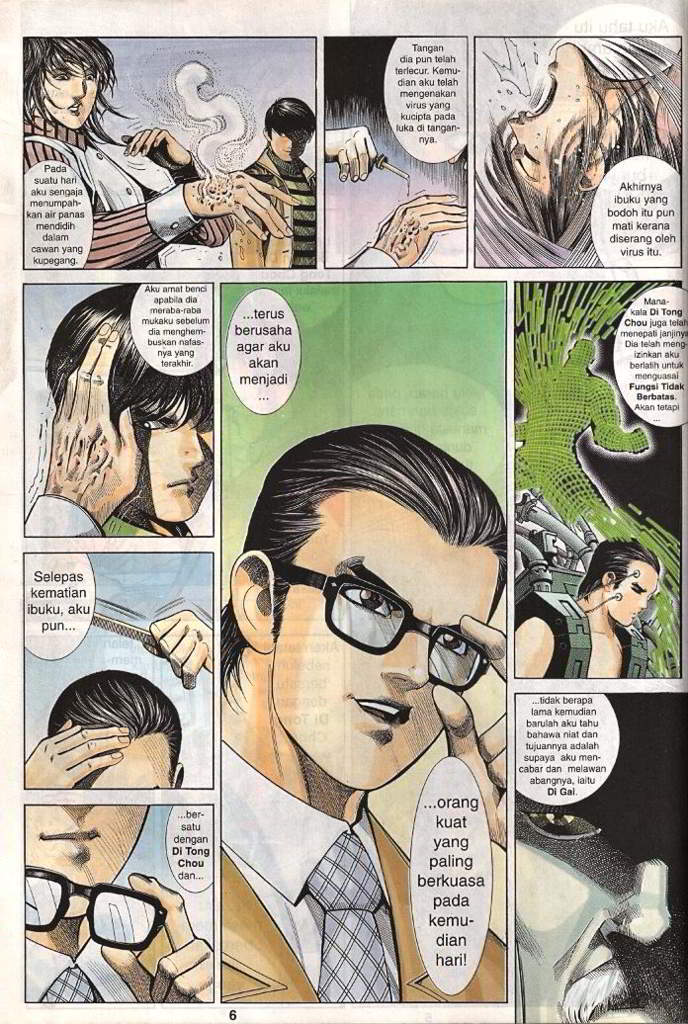 Pada
suatu hari
aku sengaja
menumpah-
kan air panas
mendidih
dalam
cawan yang
kupegang.
Tangan
dia pun telah
terlecur. Kemu-
dian aku telah
mengenakan
virus yang
kucipta pada
luka di tangan-
nya.
Akhirnya
ibuku yang
bodoh itu pun
mati kerana
diserang oleh
virus itu.
Aku amat benci
apabila dia
meraba-raba
mukaku sebelum
dia menghem-
buskan nafas-
nya yang
terakhir.
Selepas
kematian
ibuku, aku
pun...
...ber-
satu
dengan
Di Tong
Chou
dan...
...terus
berusaha
agar aku
akan
menjadi
...
...orang
kuat
yang
paling
berkuasa
pada
kemu-
dian
hari!
Mana-
kala Di Tong
Chou juga telah
menepati janjinya
Dia telah meng-
izinkan aku
berlatih untuk
menguasai
Fungsi Tidak
Berbatas.
Akan tetapi
...
...tidak berapa
lama kemudian
barulah aku tahu
bahawa niat dan
tujuannya adalah
supaya aku men-
cabar dan melawan
abangnya, iaitu
Di Gal.
6